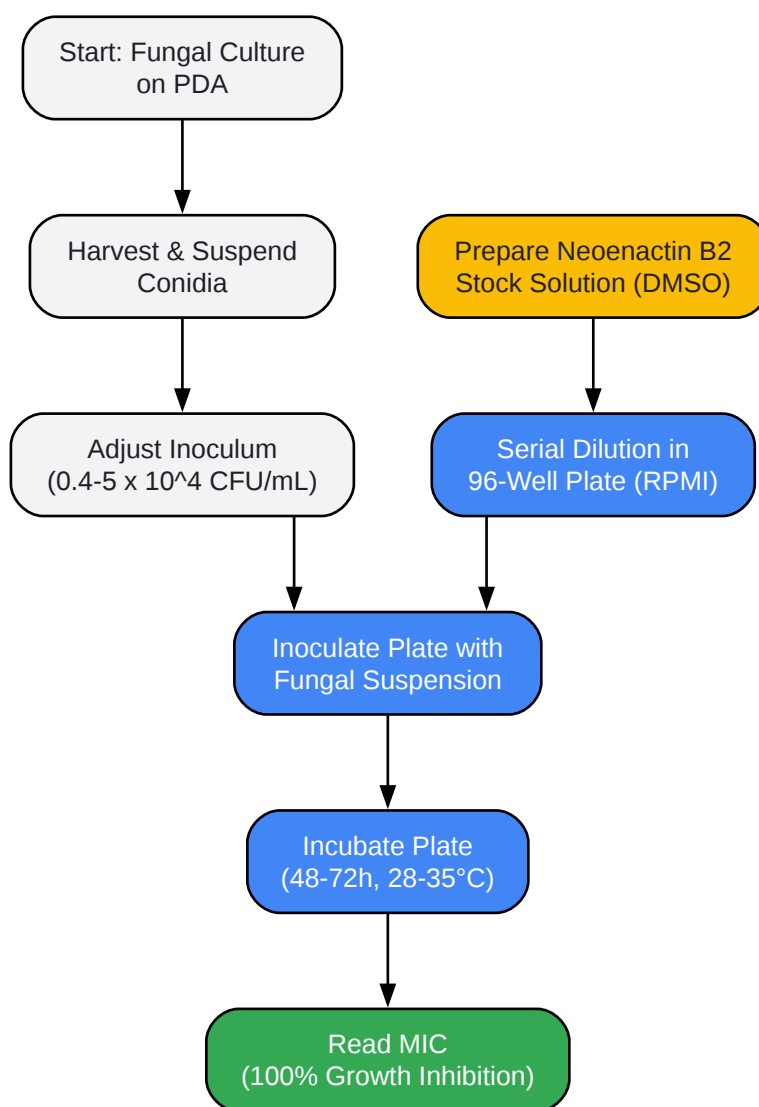 Start: Fungal Culture
on PDA
Harvest & Suspend
Conidia
Prepare Neoenactin B2
Stock Solution (DMSO)
Adjust Inoculum
(0.4-5 x 10^4 CFU/mL)
Serial Dilution in
96-Well Plate (RPMI)
Inoculate Plate with
Fungal Suspension
Incubate Plate
(48-72h, 28-35°C)
Read MIC
(100% Growth Inhibition)